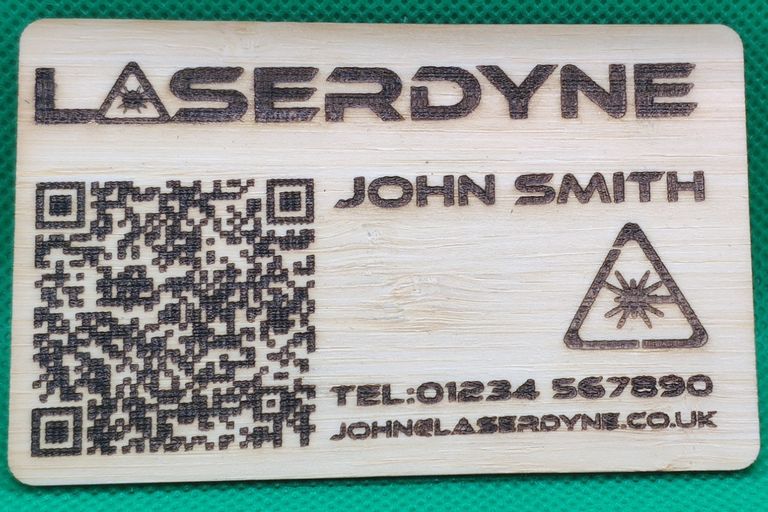 LASERDYNE
JOHN SMITH
TEL:01234 567890
JOHN@LASERDYNE.CO.UK